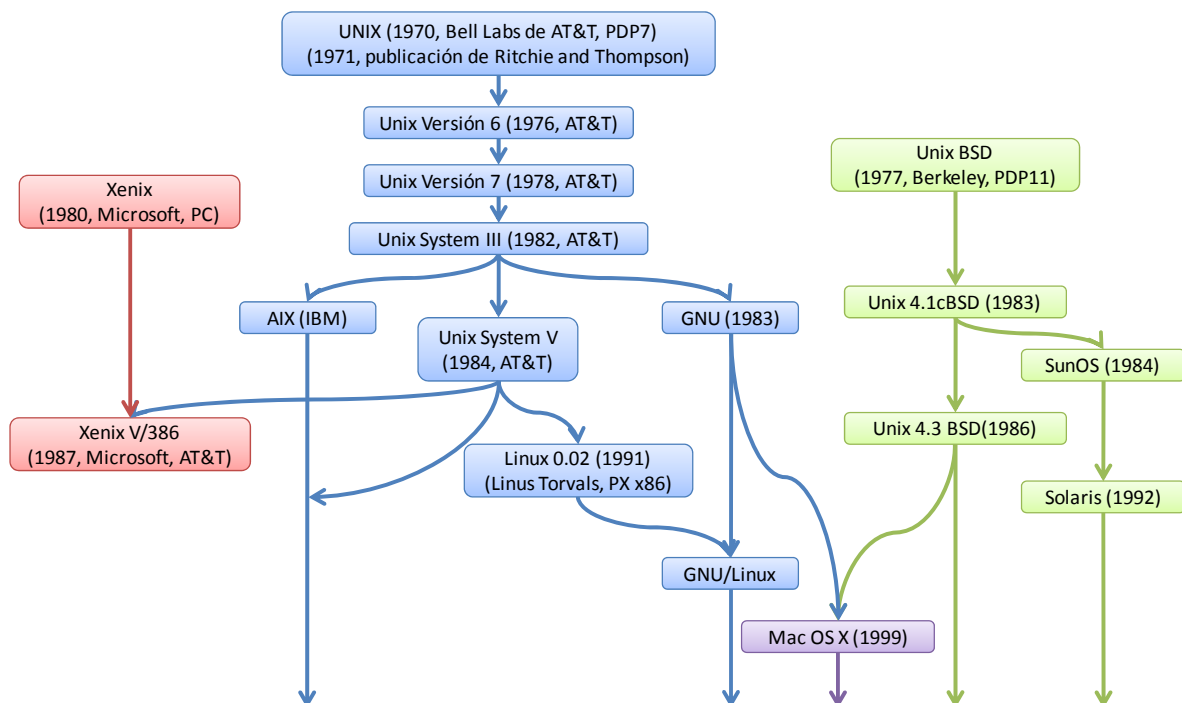 UNIX (1970, Bell Labs de AT&T, PDP7)
(1971, publicación de Ritchie and Thompson)
Unix Versión 6 (1976, AT&T)
Unix BSD
(1977, Berkeley, PDP11)
Unix Versión 7 (1978, AT&T)
Xenix
(1980, Microsoft, PC)
Unix System III (1982, AT&T)
AIX (IBM)
GNU (1983)
Unix 4.1cBSD (1983)
Unix System V
(1984, AT&T)
SunOS (1984)
Xenix V/386
(1987, Microsoft, AT&T)
Unix 4.3 BSD(1986)
Linux 0.02 (1991)
(Linus Torvals, PX x86)
Solaris (1992)
GNU/Linux
Mac OS X (1999)